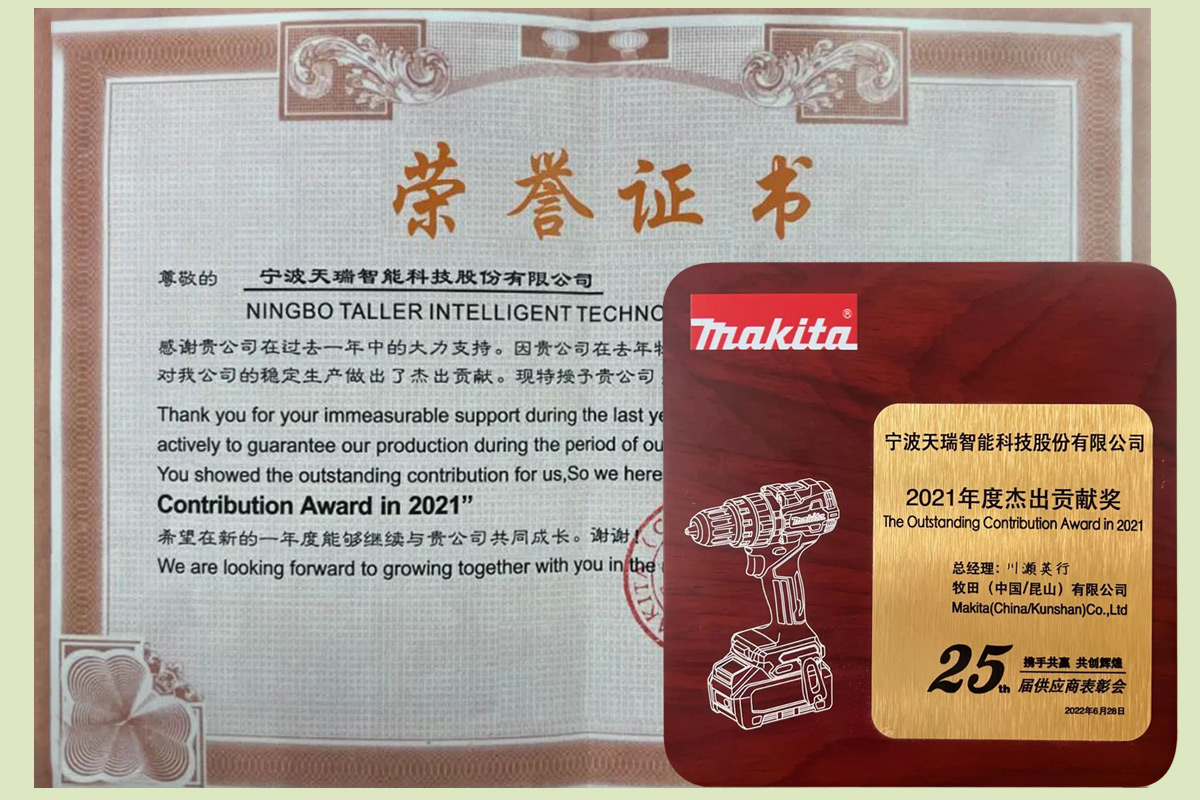 荣誉证书
尊敬的 宁波天瑞智能科技股份有限公司
NINGBO TALLER INTELLIGENT TECHNO
感谢贵公司在过去一年中的大力支持。因贵公司在去年
对我公司的稳定生产做出了杰出贡献。现特授予贵公司
Thank you for your immeasurable support during the last ye
actively to guarantee our production during the period of ou
You showed the outstanding contribution for us,So we here
Contribution Award in 2021”
希望在新的一年度能够继续与贵公司共同成长。谢谢！
We are looking forward to growing together with you in the
makita®
makita
宁波天瑞智能科技股份有限公司
2021年度杰出贡献奖
The Outstanding Contribution Award in 2021
总经理：川瀬英行
牧田（中国/昆山）有限公司
Makita(China/Kunshan)Co.,Ltd
25th 携手共赢 共创辉煌
届供应商表彰会
2022年6月28日